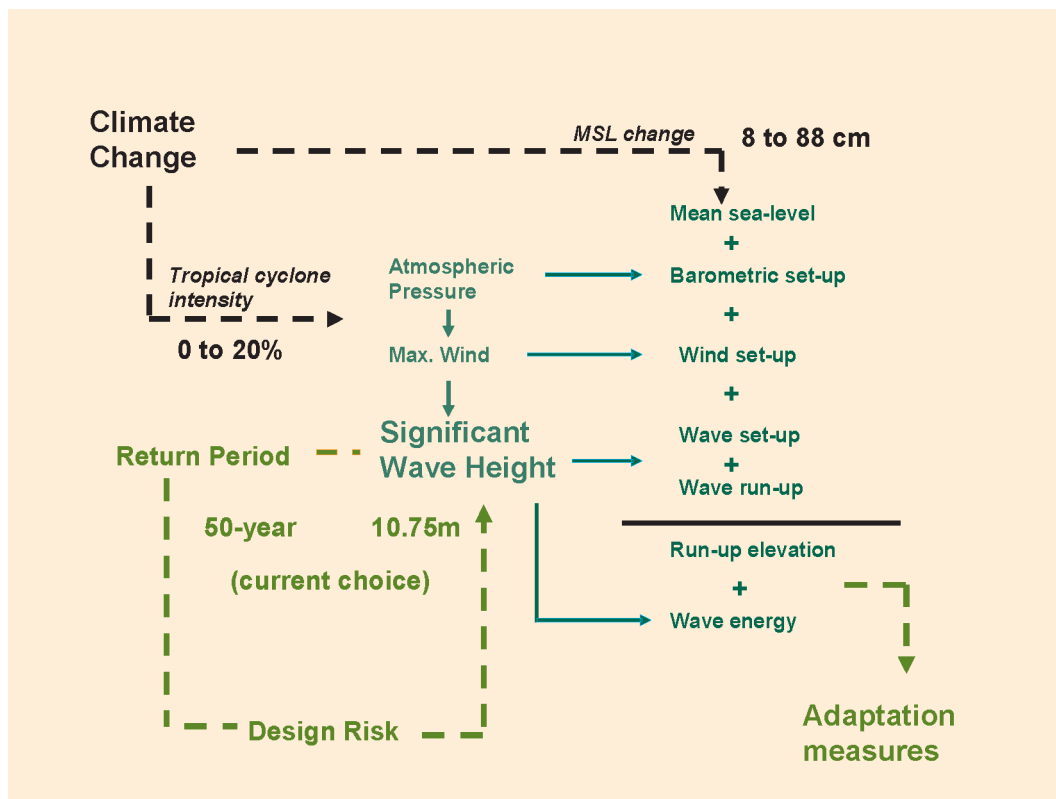 Climate
Change
MSL change
8 to 88 cm
Mean sea-level
+
Tropical cyclone
intensity
0 to 20%
Atmospheric
Pressure
Barometric set-up
+
Max. Wind
Wind set-up
+
Return Period
Significant
Wave Height
Wave set-up
+
Wave run-up
50-year
10.75m
(current choice)
Run-up elevation
+
Wave energy
Design Risk
Adaptation
measures